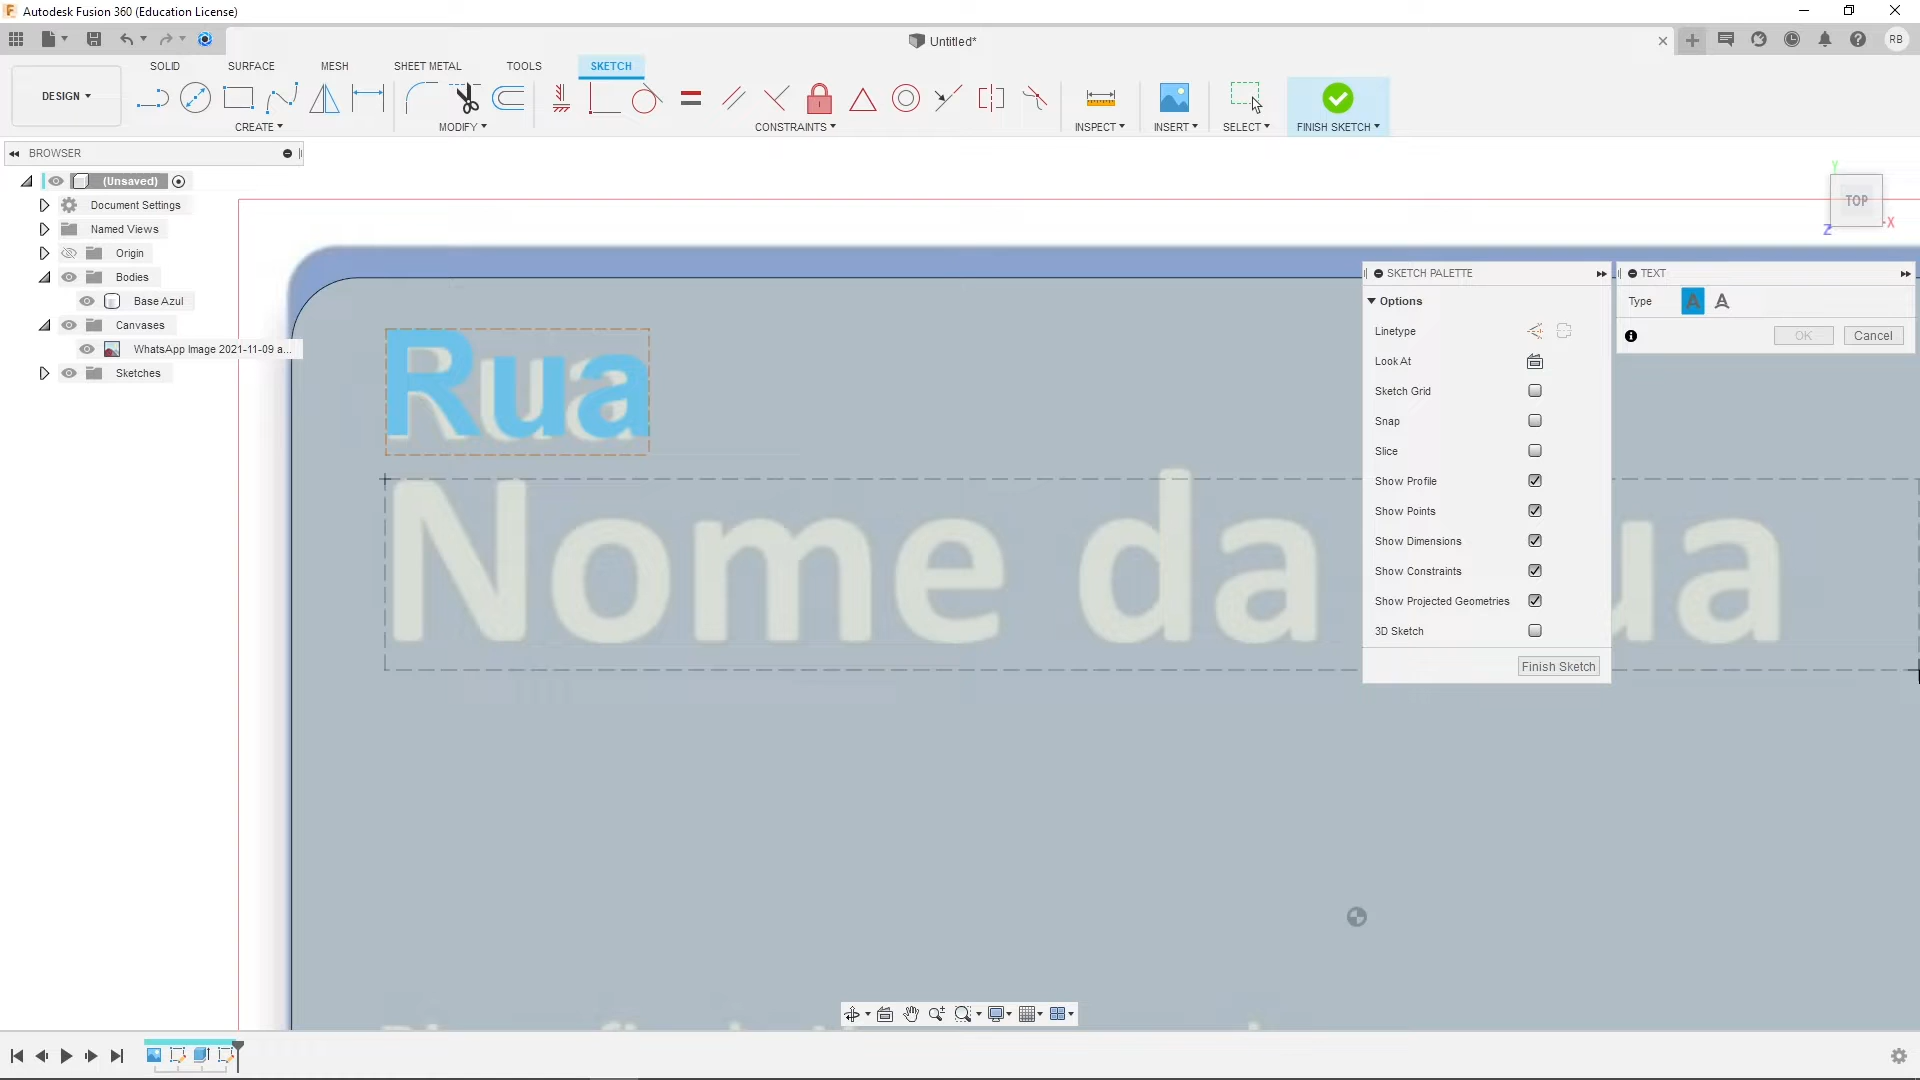 Autodesk Fusion 360 (Education License)
Untitled*
RB
DESIGN
SOLID
SURFACE
MESH
SHEET METAL
TOOLS
SKETCH
CREATE
MODIFY
CONSTRAINTS
INSPECT
INSERT
SELECT
FINISH SKETCH
BROWSER
(Unsaved)
Document Settings
Named Views
Origin
Bodies
Base Azul
Canvases
WhatsApp Image 2021-11-09 a...
Sketches
Y
TOP
X
Z
Rua
Nome da
ua
SKETCH PALETTE
Options
Linetype
Look At
Sketch Grid
Snap
Slice
Show Profile
Show Points
Show Dimensions
Show Constraints
Show Projected Geometries
3D Sketch
Finish Sketch
TEXT
Type
OK
Cancel